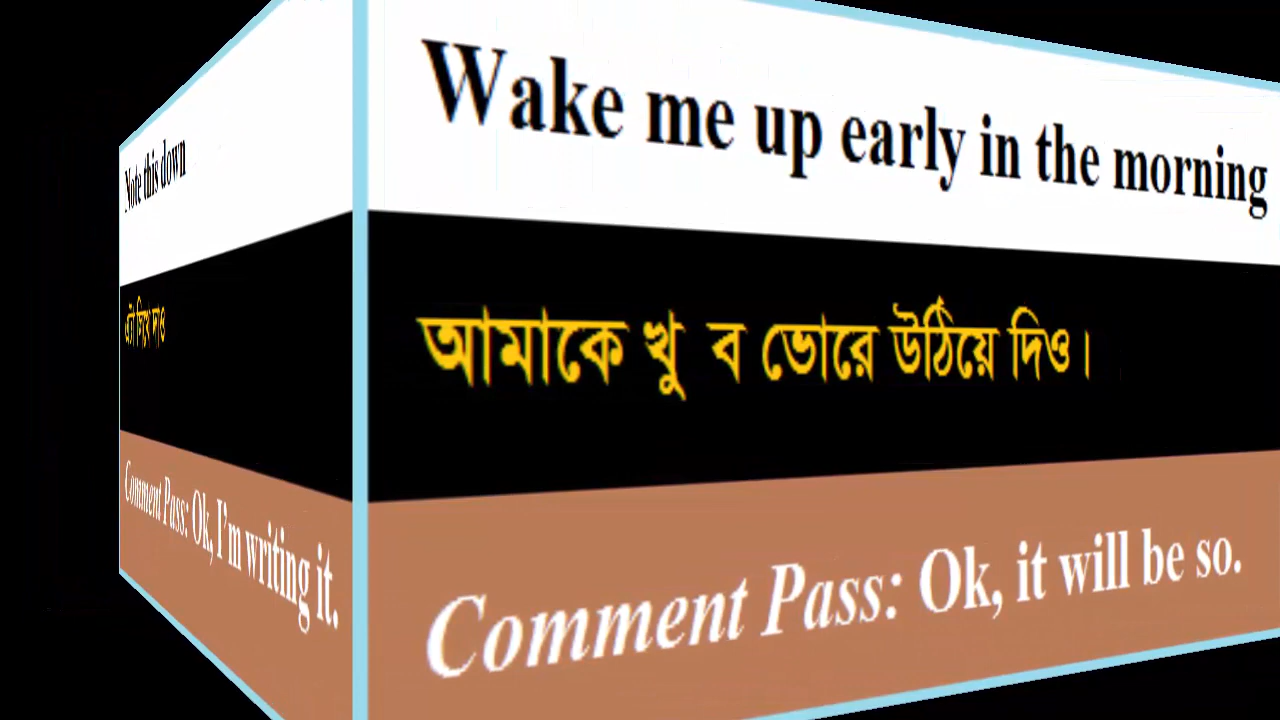 Note this down
এটা লিখে দাও
Comment Pass: Ok, I'm writing it.
Wake me up early in the morning
আমাকে খু ব ভোরে উঠিয়ে দিও।
Comment Pass: Ok, it will be so.